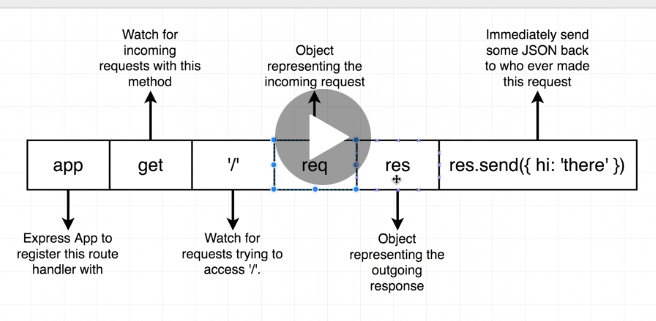 Watch for
incoming
requests with this
method
Object
representing the
incoming request
Immediately send
some JSON back
to who ever made
this request
app
get
'/'
req
res
res.send({ hi: 'there' })
Express App to
register this route
handler with
Watch for
requests trying to
access '/'.
Object
representing the
outgoing
response